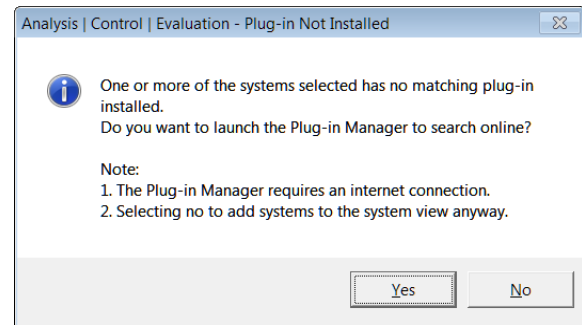 Analysis | Control | Evaluation - Plug-in Not Installed
One or more of the systems selected has no matching plug-in
installed.
Do you want to launch the Plug-in Manager to search online?
Note:
1. The Plug-in Manager requires an internet connection.
2. Selecting no to add systems to the system view anyway.
Yes
No